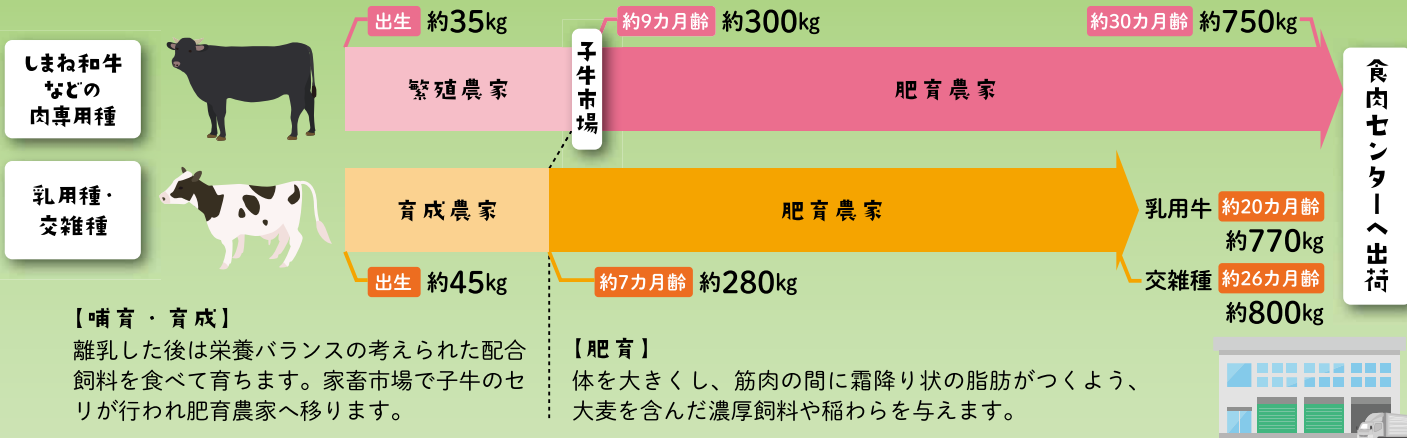 しまね和牛
などの
肉専用種
出生 約35kg
繁殖農家
子牛市場
約9カ月齢 約300kg
肥育農家
約30カ月齢 約750kg
食肉センターへ出荷
乳用種・
交雑種
育成農家
出生 約45kg
肥育農家
約7カ月齢 約280kg
乳用牛 約20カ月齢
約770kg
交雑種 約26カ月齢
約800kg
【哺育・育成】
離乳した後は栄養バランスの考えられた配合
飼料を食べて育ちます。家畜市場で子牛のセ
リが行われ肥育農家へ移ります。
【肥育】
体を大きくし、筋肉の間に霜降り状の脂肪がつくよう、
大麦を含んだ濃厚飼料や稲わらを与えます。